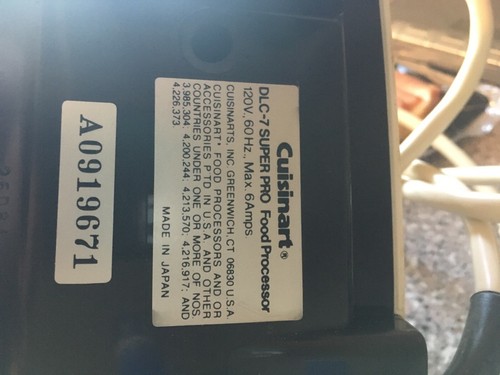 Cuisinart®
DLC-7 SUPER PRO Food Processor
120V, 60Hz., Max. 6Amps
CUISINARTS, INC GREENWICH, CT 06830 U.S.A.
CUISINART® FOOD PROCESSORS AND OR
ACCESSORIES PTD IN U.S.A. AND OTHER
COUNTRIES UNDER ONE OR MORE OF NOS.
3,985,304; 4,200,244; 4,213,570; 4,216,917; AND
4,226,373 MADE IN JAPAN
A0919671